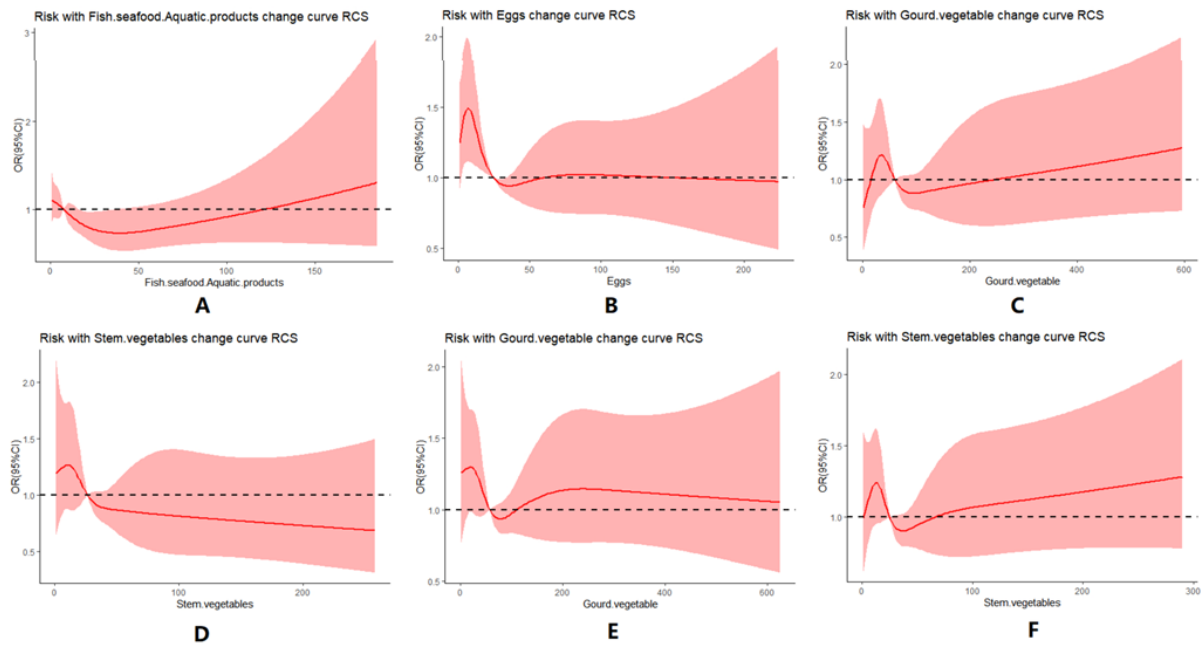 Risk with Fish.seafood.Aquatic.products change curve RCS
3
2
1
OR(95%CI)
0
50
100
150
Fish.seafood.Aquatic.products
A
Risk with Eggs change curve RCS
2.0
1.5
1.0
0.5
OR(95%CI)
0
50
100
150
200
Eggs
B
Risk with Gourd.vegetable change curve RCS
2.0
1.5
1.0
0.5
OR(95%CI)
0
200
400
600
Gourd.vegetable
C
Risk with Stem.vegetables change curve RCS
2.0
1.5
1.0
0.5
OR(95%CI)
0
100
200
Stem.vegetables
D
Risk with Gourd.vegetable change curve RCS
2.0
1.5
1.0
0.5
OR(95%CI)
0
200
400
600
Gourd.vegetable
E
Risk with Stem.vegetables change curve RCS
2.0
1.5
1.0
OR(95%CI)
0
100
200
300
Stem.vegetables
F